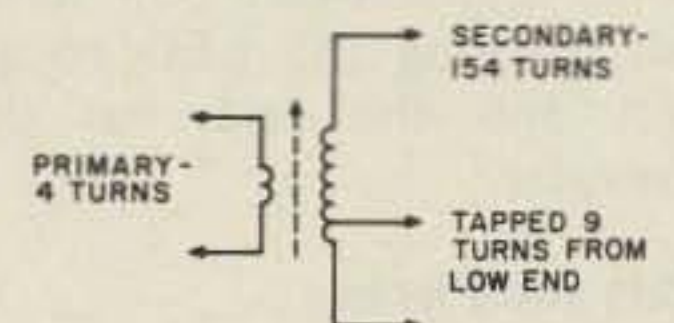 SECONDARY-
154 TURNS
PRIMARY-
4 TURNS
TAPPED 9
TURNS FROM
LOW END